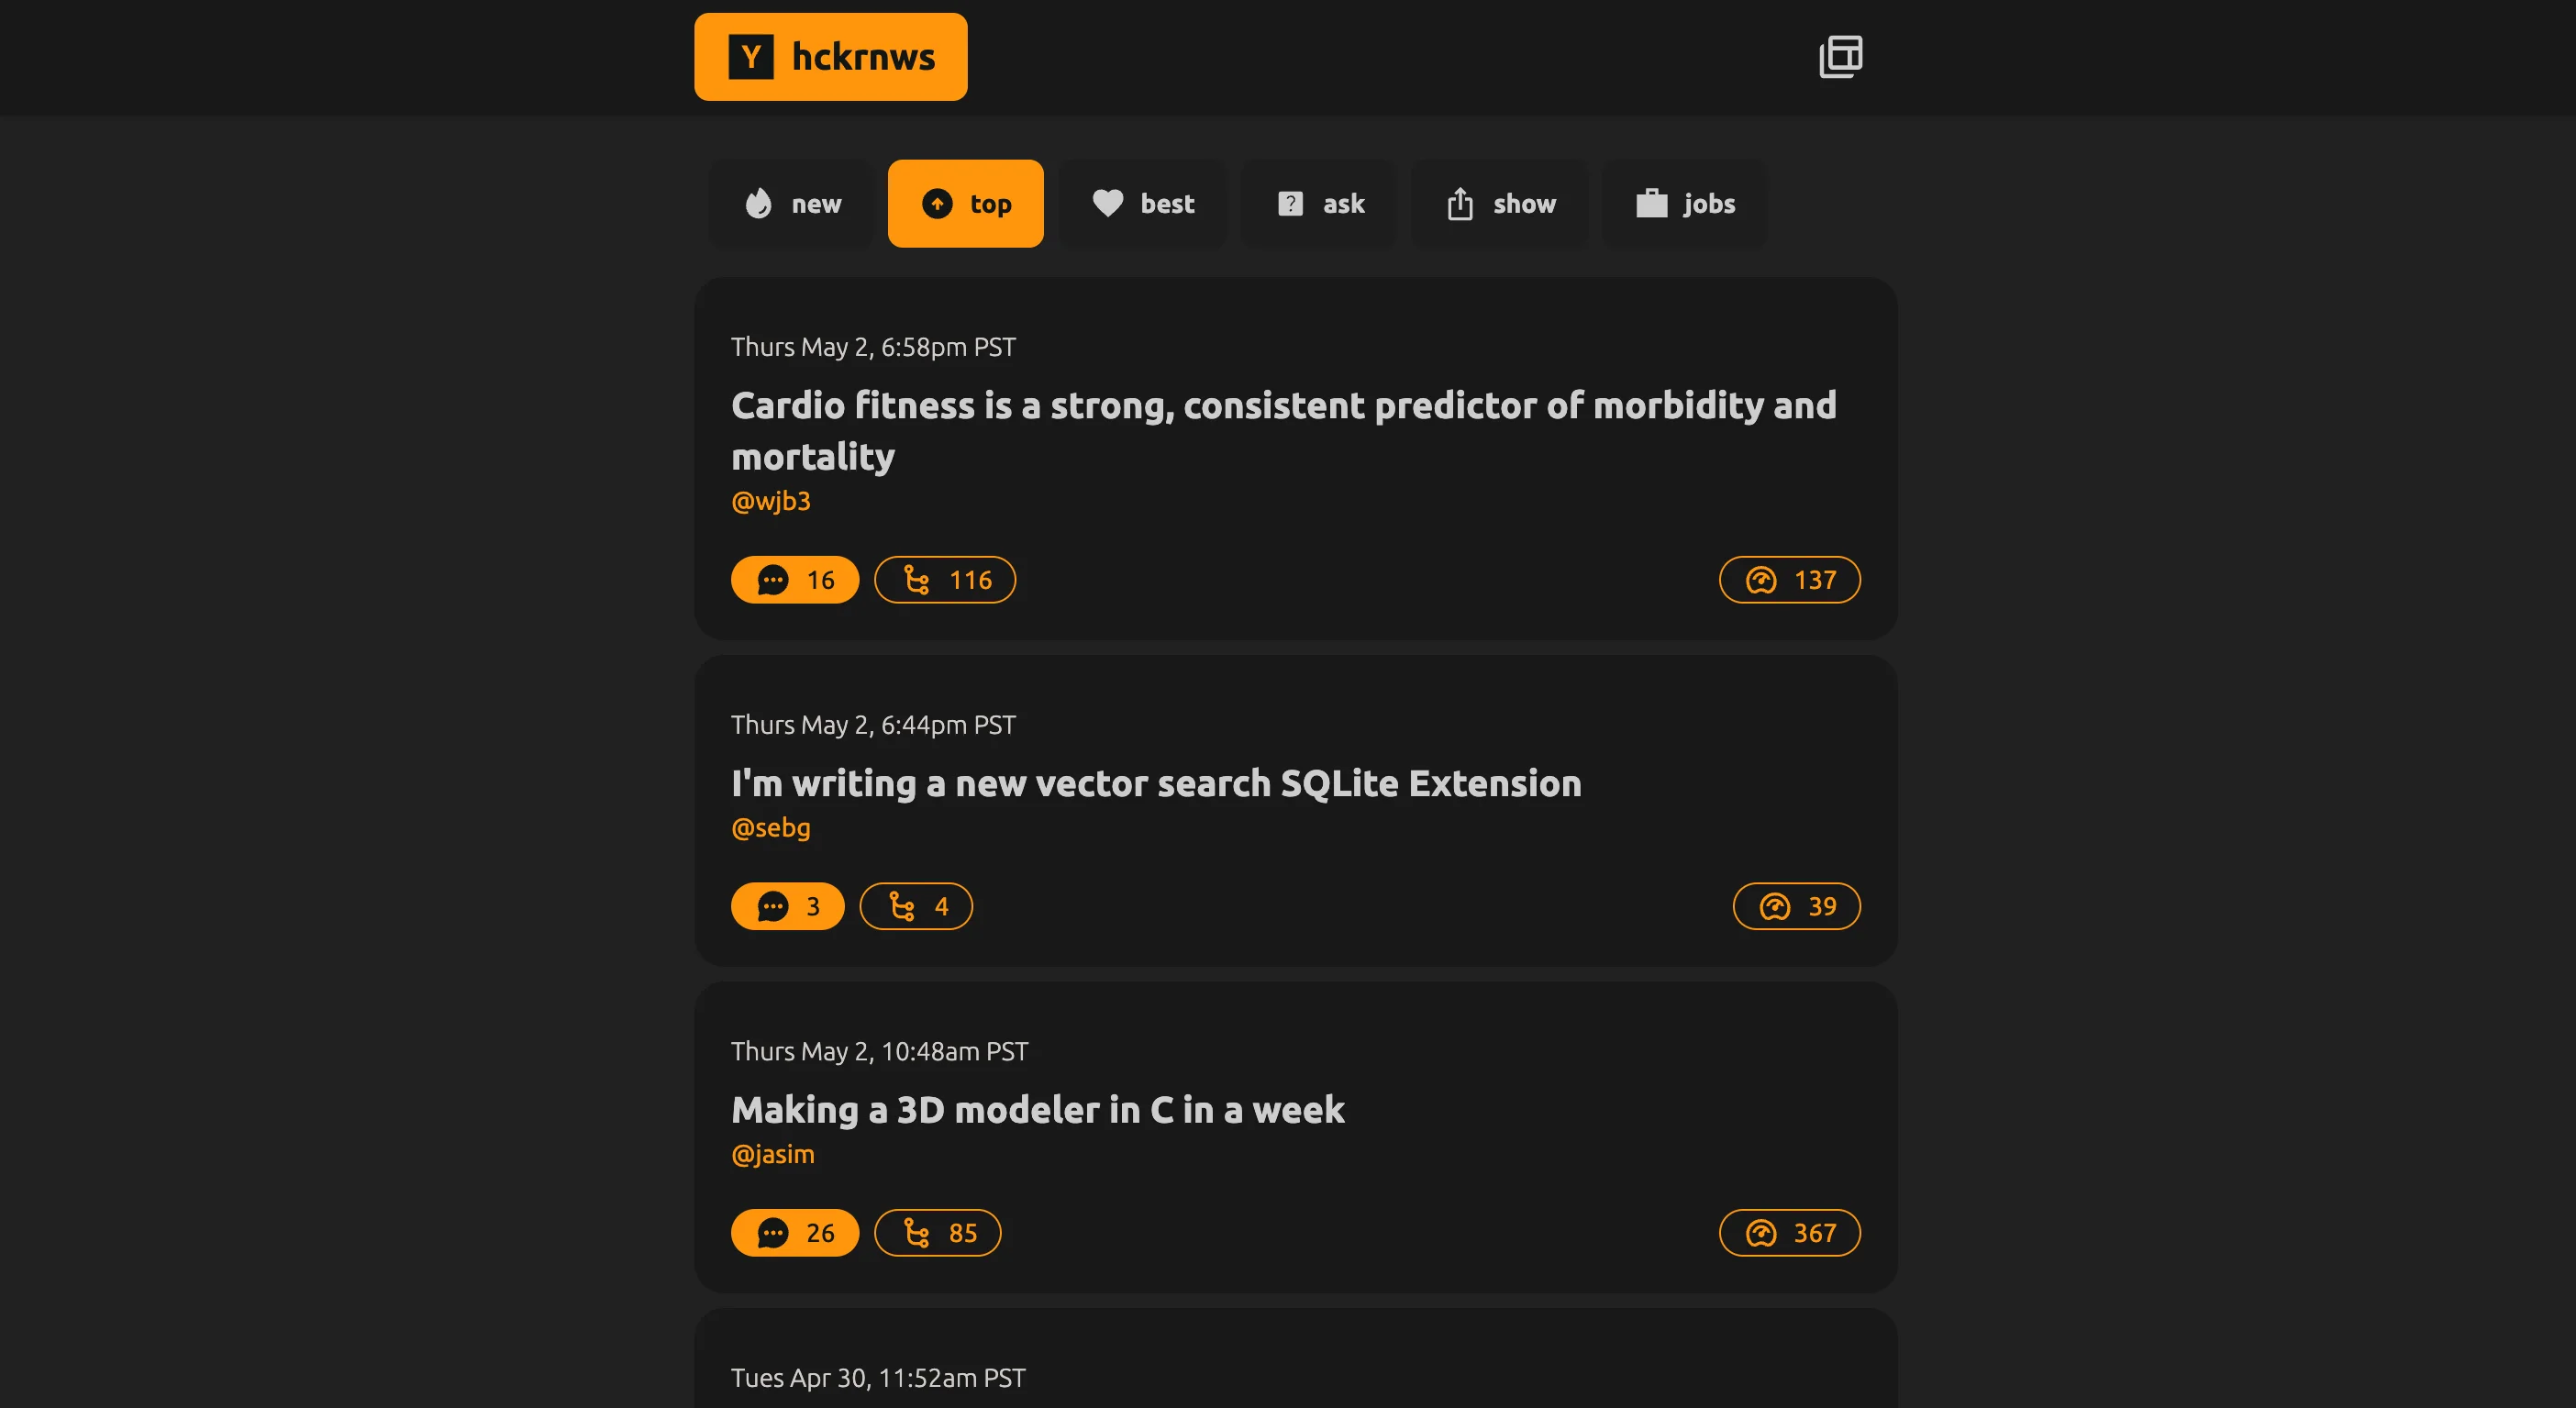 Y hckrnws
new top best ? ask show jobs
Thurs May 2, 6:58pm PST
Cardio fitness is a strong, consistent predictor of morbidity and
mortality
@wjb3
16 116 137
Thurs May 2, 6:44pm PST
I'm writing a new vector search SQLite Extension
@sebg
3 4 39
Thurs May 2, 10:48am PST
Making a 3D modeler in C in a week
@jasim
26 85 367
Tues Apr 30, 11:52am PST